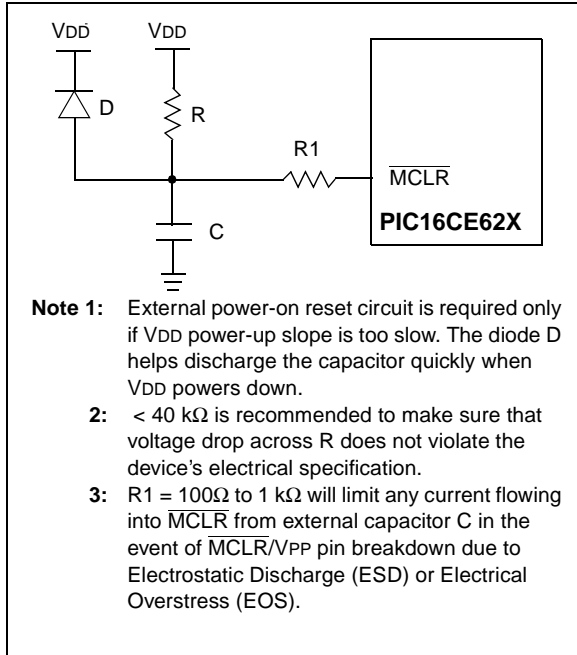 VDD VDD
D
R
R1
MCLR
PIC16CE62X
C
Note 1: External power-on reset circuit is required only
if VDD power-up slope is too slow. The diode D
helps discharge the capacitor quickly when
VDD powers down.
2: < 40 kΩ is recommended to make sure that
voltage drop across R does not violate the
device's electrical specification.
3: R1 = 100Ω to 1 kΩ will limit any current flowing
into MCLR from external capacitor C in the
event of MCLR/VPP pin breakdown due to
Electrostatic Discharge (ESD) or Electrical
Overstress (EOS).